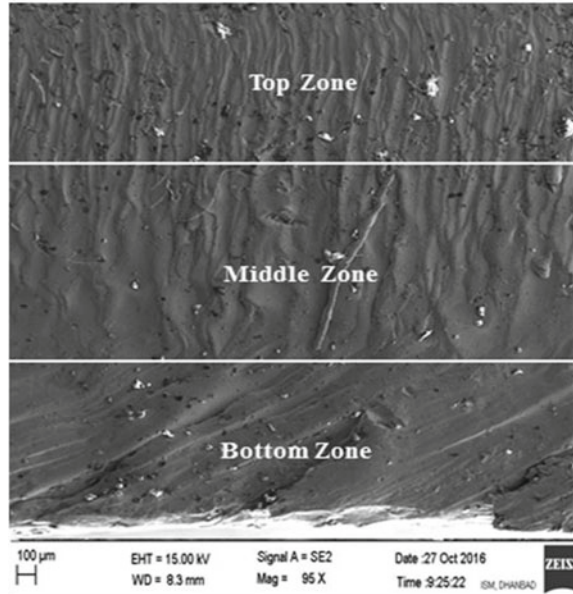 Top Zone
Middle Zone
Bottom Zone
100 µm EHT = 15.00 kV Signal A = SE2 Date :27 Oct 2016 ZEISS
WD = 8.3 mm Mag = 95 X Time :9:25:22 ISM, DHANBAD